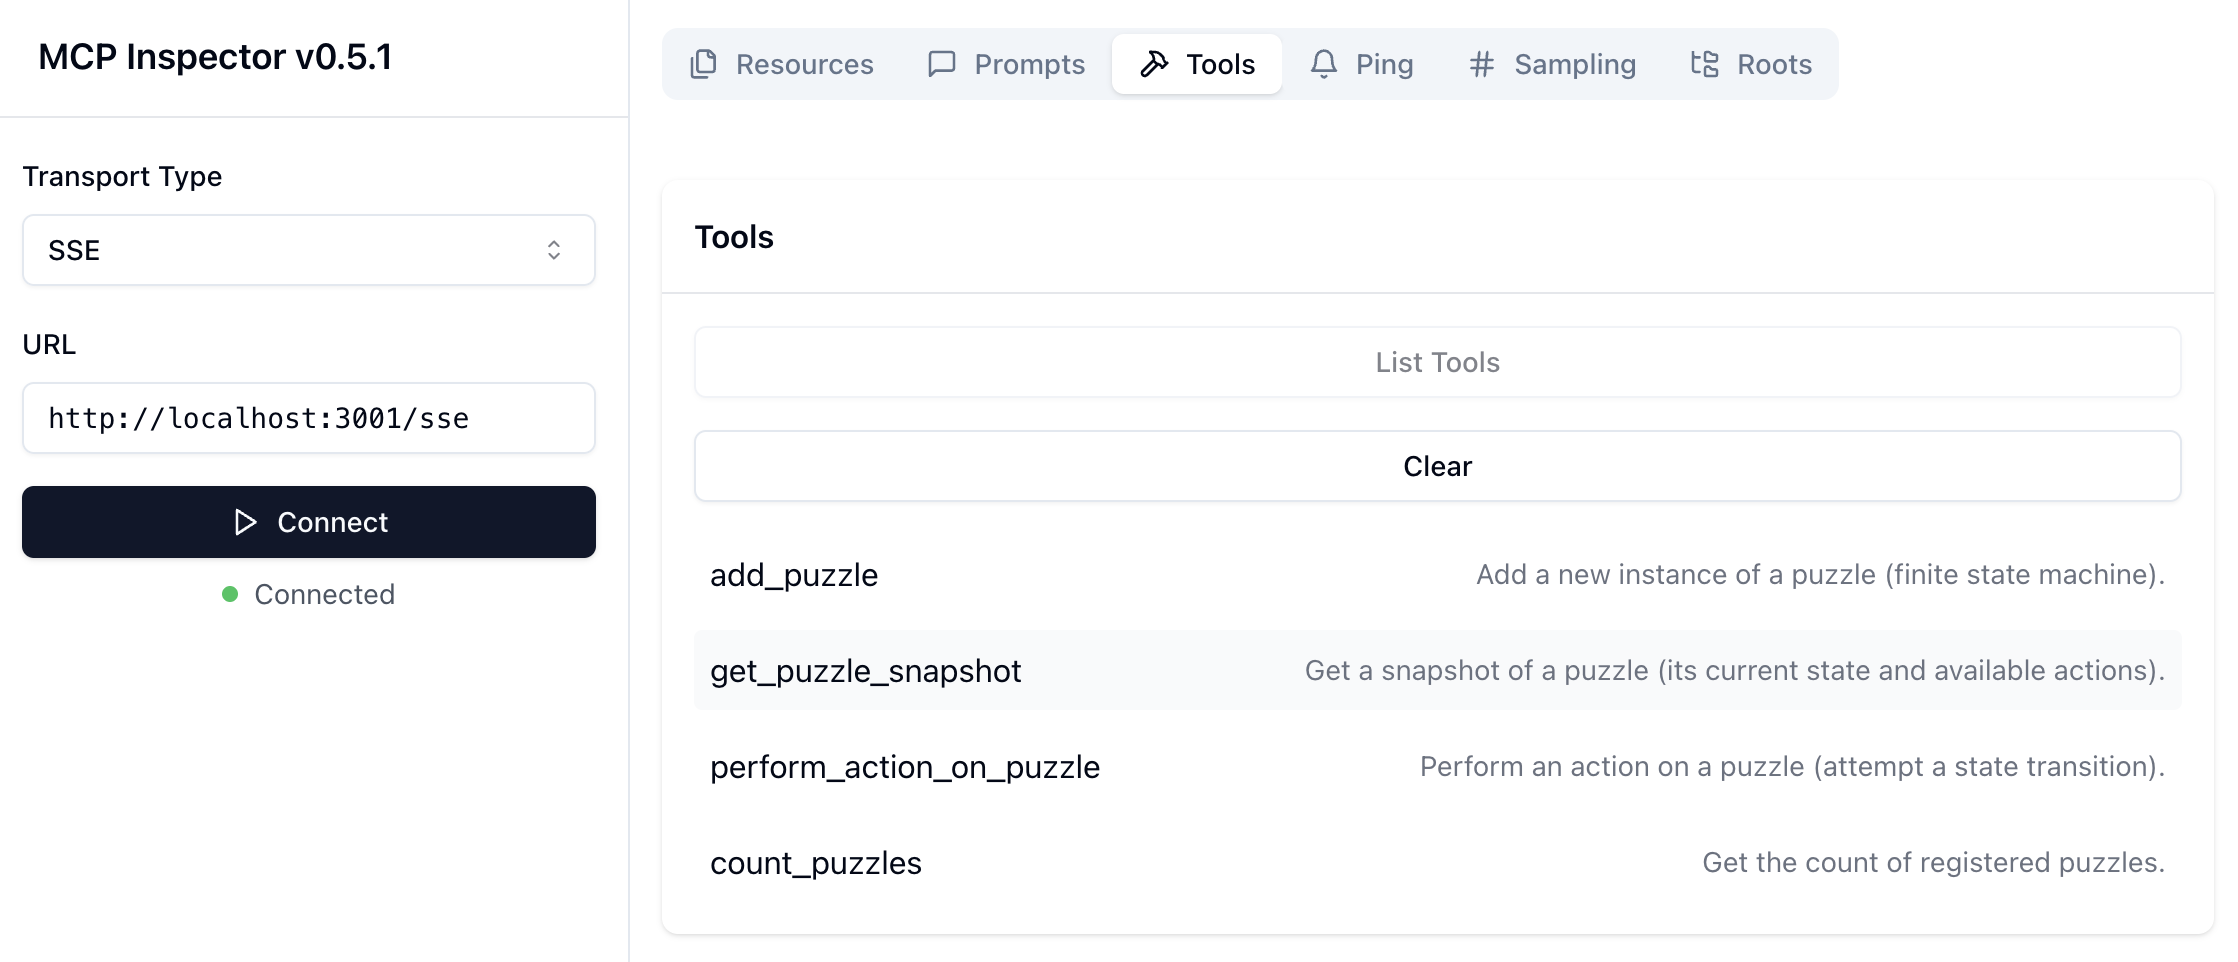 MCP Inspector v0.5.1
Transport Type
SSE
URL
http://localhost:3001/sse
Connect
Connected
Resources Prompts Tools Ping Sampling Roots
Tools
List Tools
Clear
add_puzzle Add a new instance of a puzzle (finite state machine).
get_puzzle_snapshot Get a snapshot of a puzzle (its current state and available actions).
perform_action_on_puzzle Perform an action on a puzzle (attempt a state transition).
count_puzzles Get the count of registered puzzles.